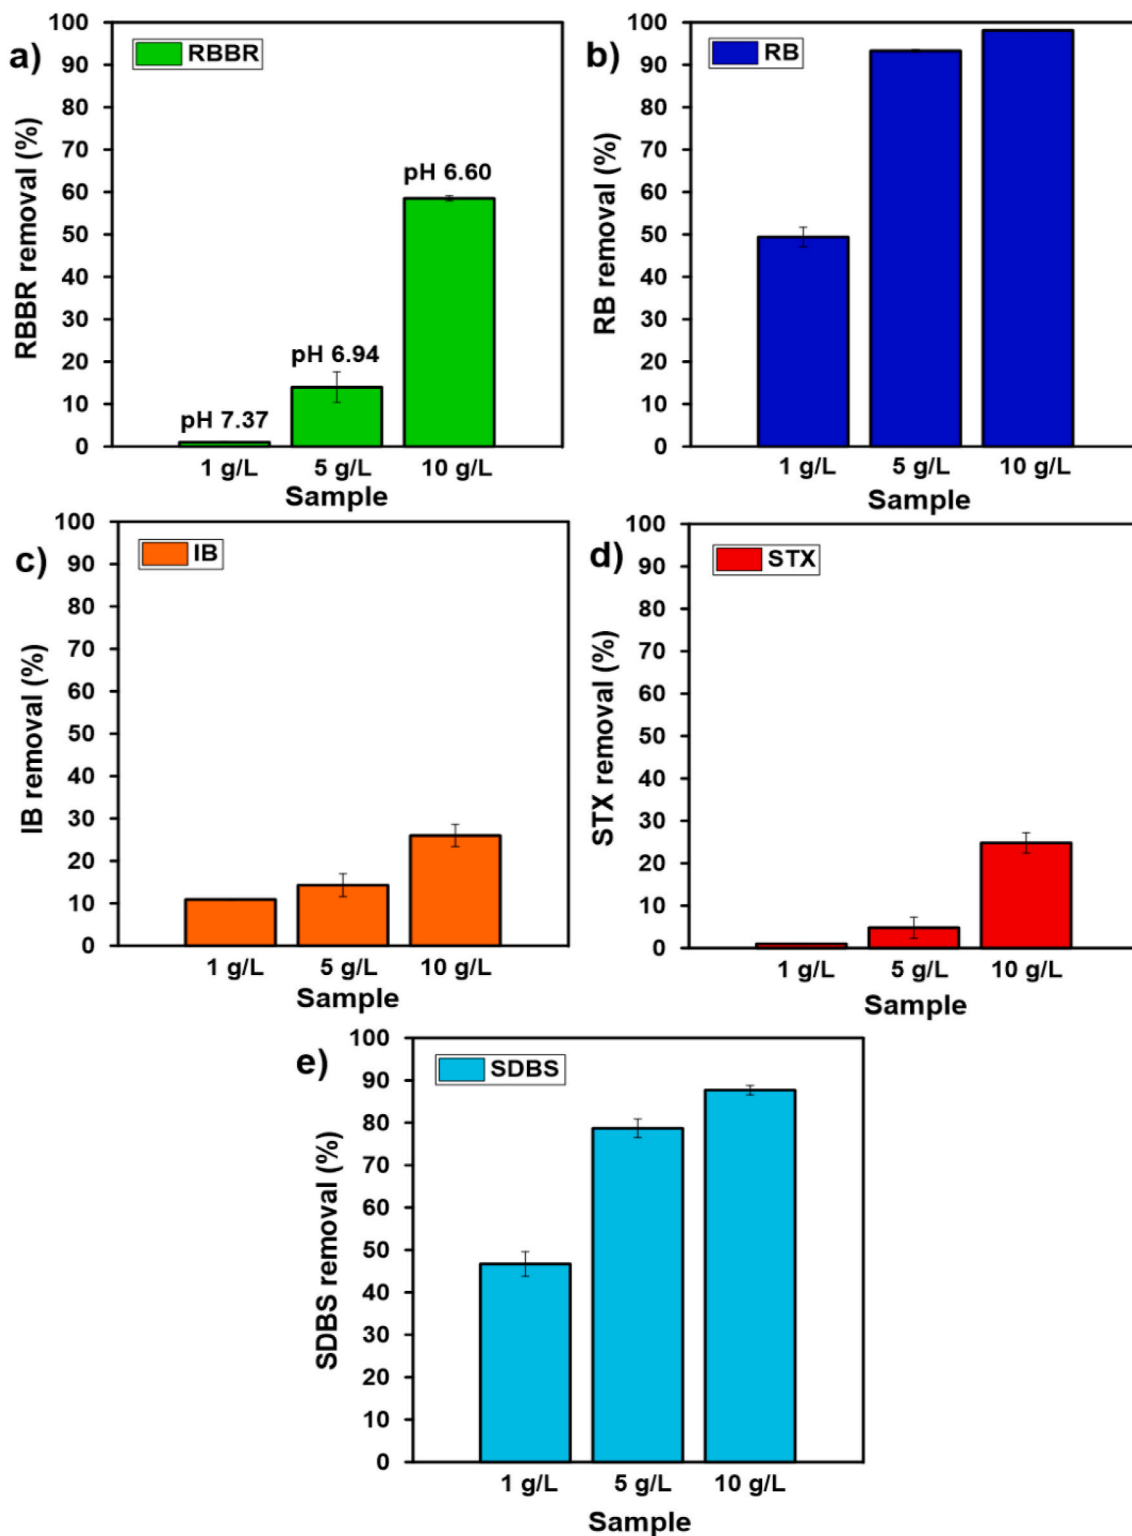 a)
RBBR
RBBR removal (%)
100
90
80
70
60
50
40
30
20
10
0
pH 7.37
pH 6.94
pH 6.60
1 g/L 5 g/L 10 g/L
Sample
b)
RB
RB removal (%)
100
90
80
70
60
50
40
30
20
10
0
1 g/L 5 g/L 10 g/L
Sample
c)
IB
IB removal (%)
100
90
80
70
60
50
40
30
20
10
0
1 g/L 5 g/L 10 g/L
Sample
d)
STX
STX removal (%)
100
90
80
70
60
50
40
30
20
10
0
1 g/L 5 g/L 10 g/L
Sample
e)
SDBS
SDBS removal (%)
100
90
80
70
60
50
40
30
20
10
0
1 g/L 5 g/L 10 g/L
Sample